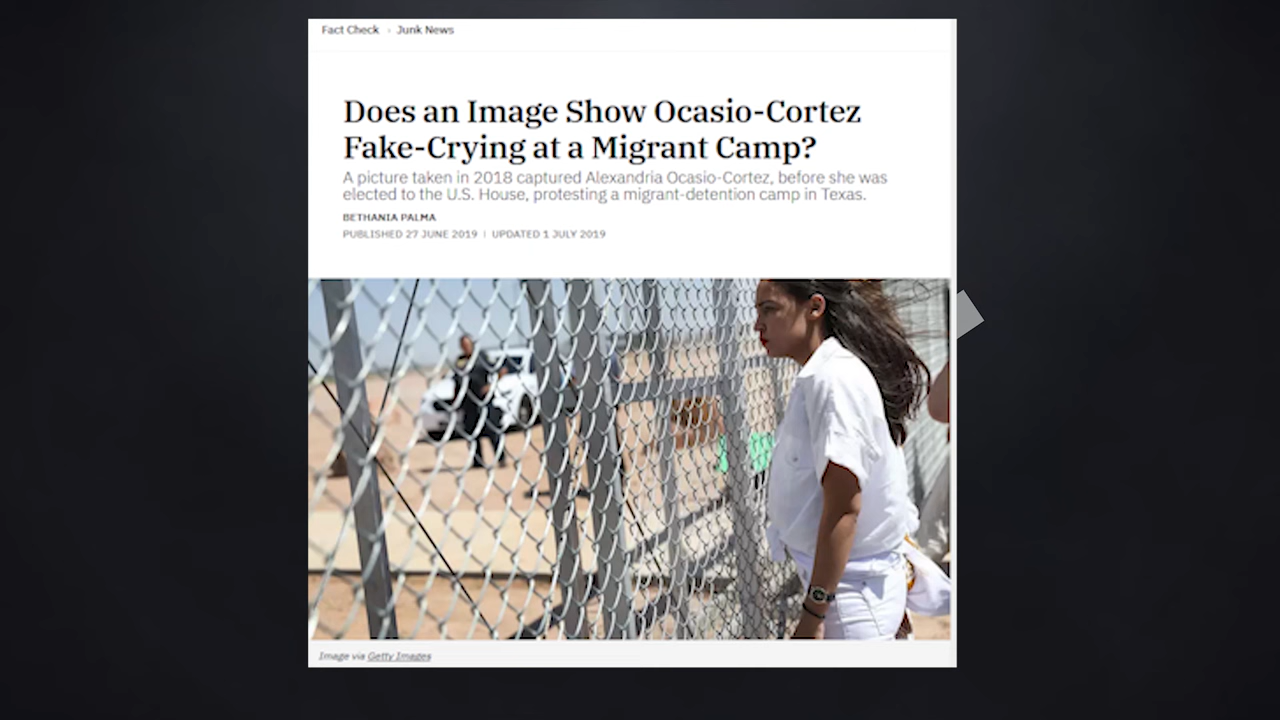 Fact Check › Junk News
Does an Image Show Ocasio-Cortez
Fake-Crying at a Migrant Camp?
A picture taken in 2018 captured Alexandria Ocasio-Cortez, before she was
elected to the U.S. House, protesting a migrant-detention camp in Texas.
BETHANIA PALMA
PUBLISHED 27 JUNE 2019 | UPDATED 1 JULY 2019
Image via Getty Images